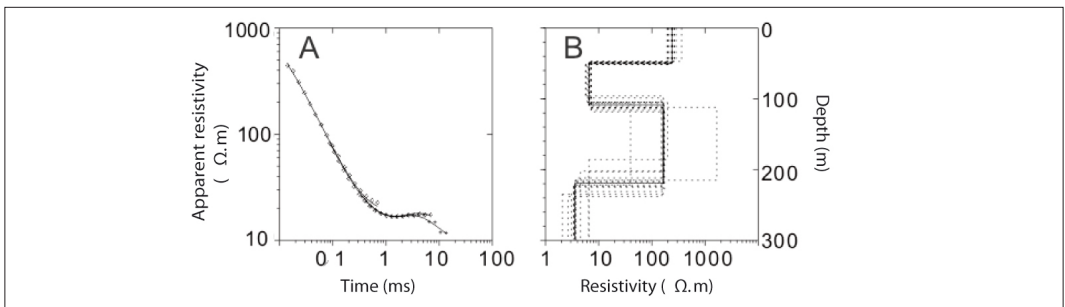 A
1000
100
10
Apparent resistivity
( Ω.m)
0.1 1 10 100
Time (ms)
B
0
100
200
300
Depth (m)
1 10 100 1000
Resistivity ( Ω.m)